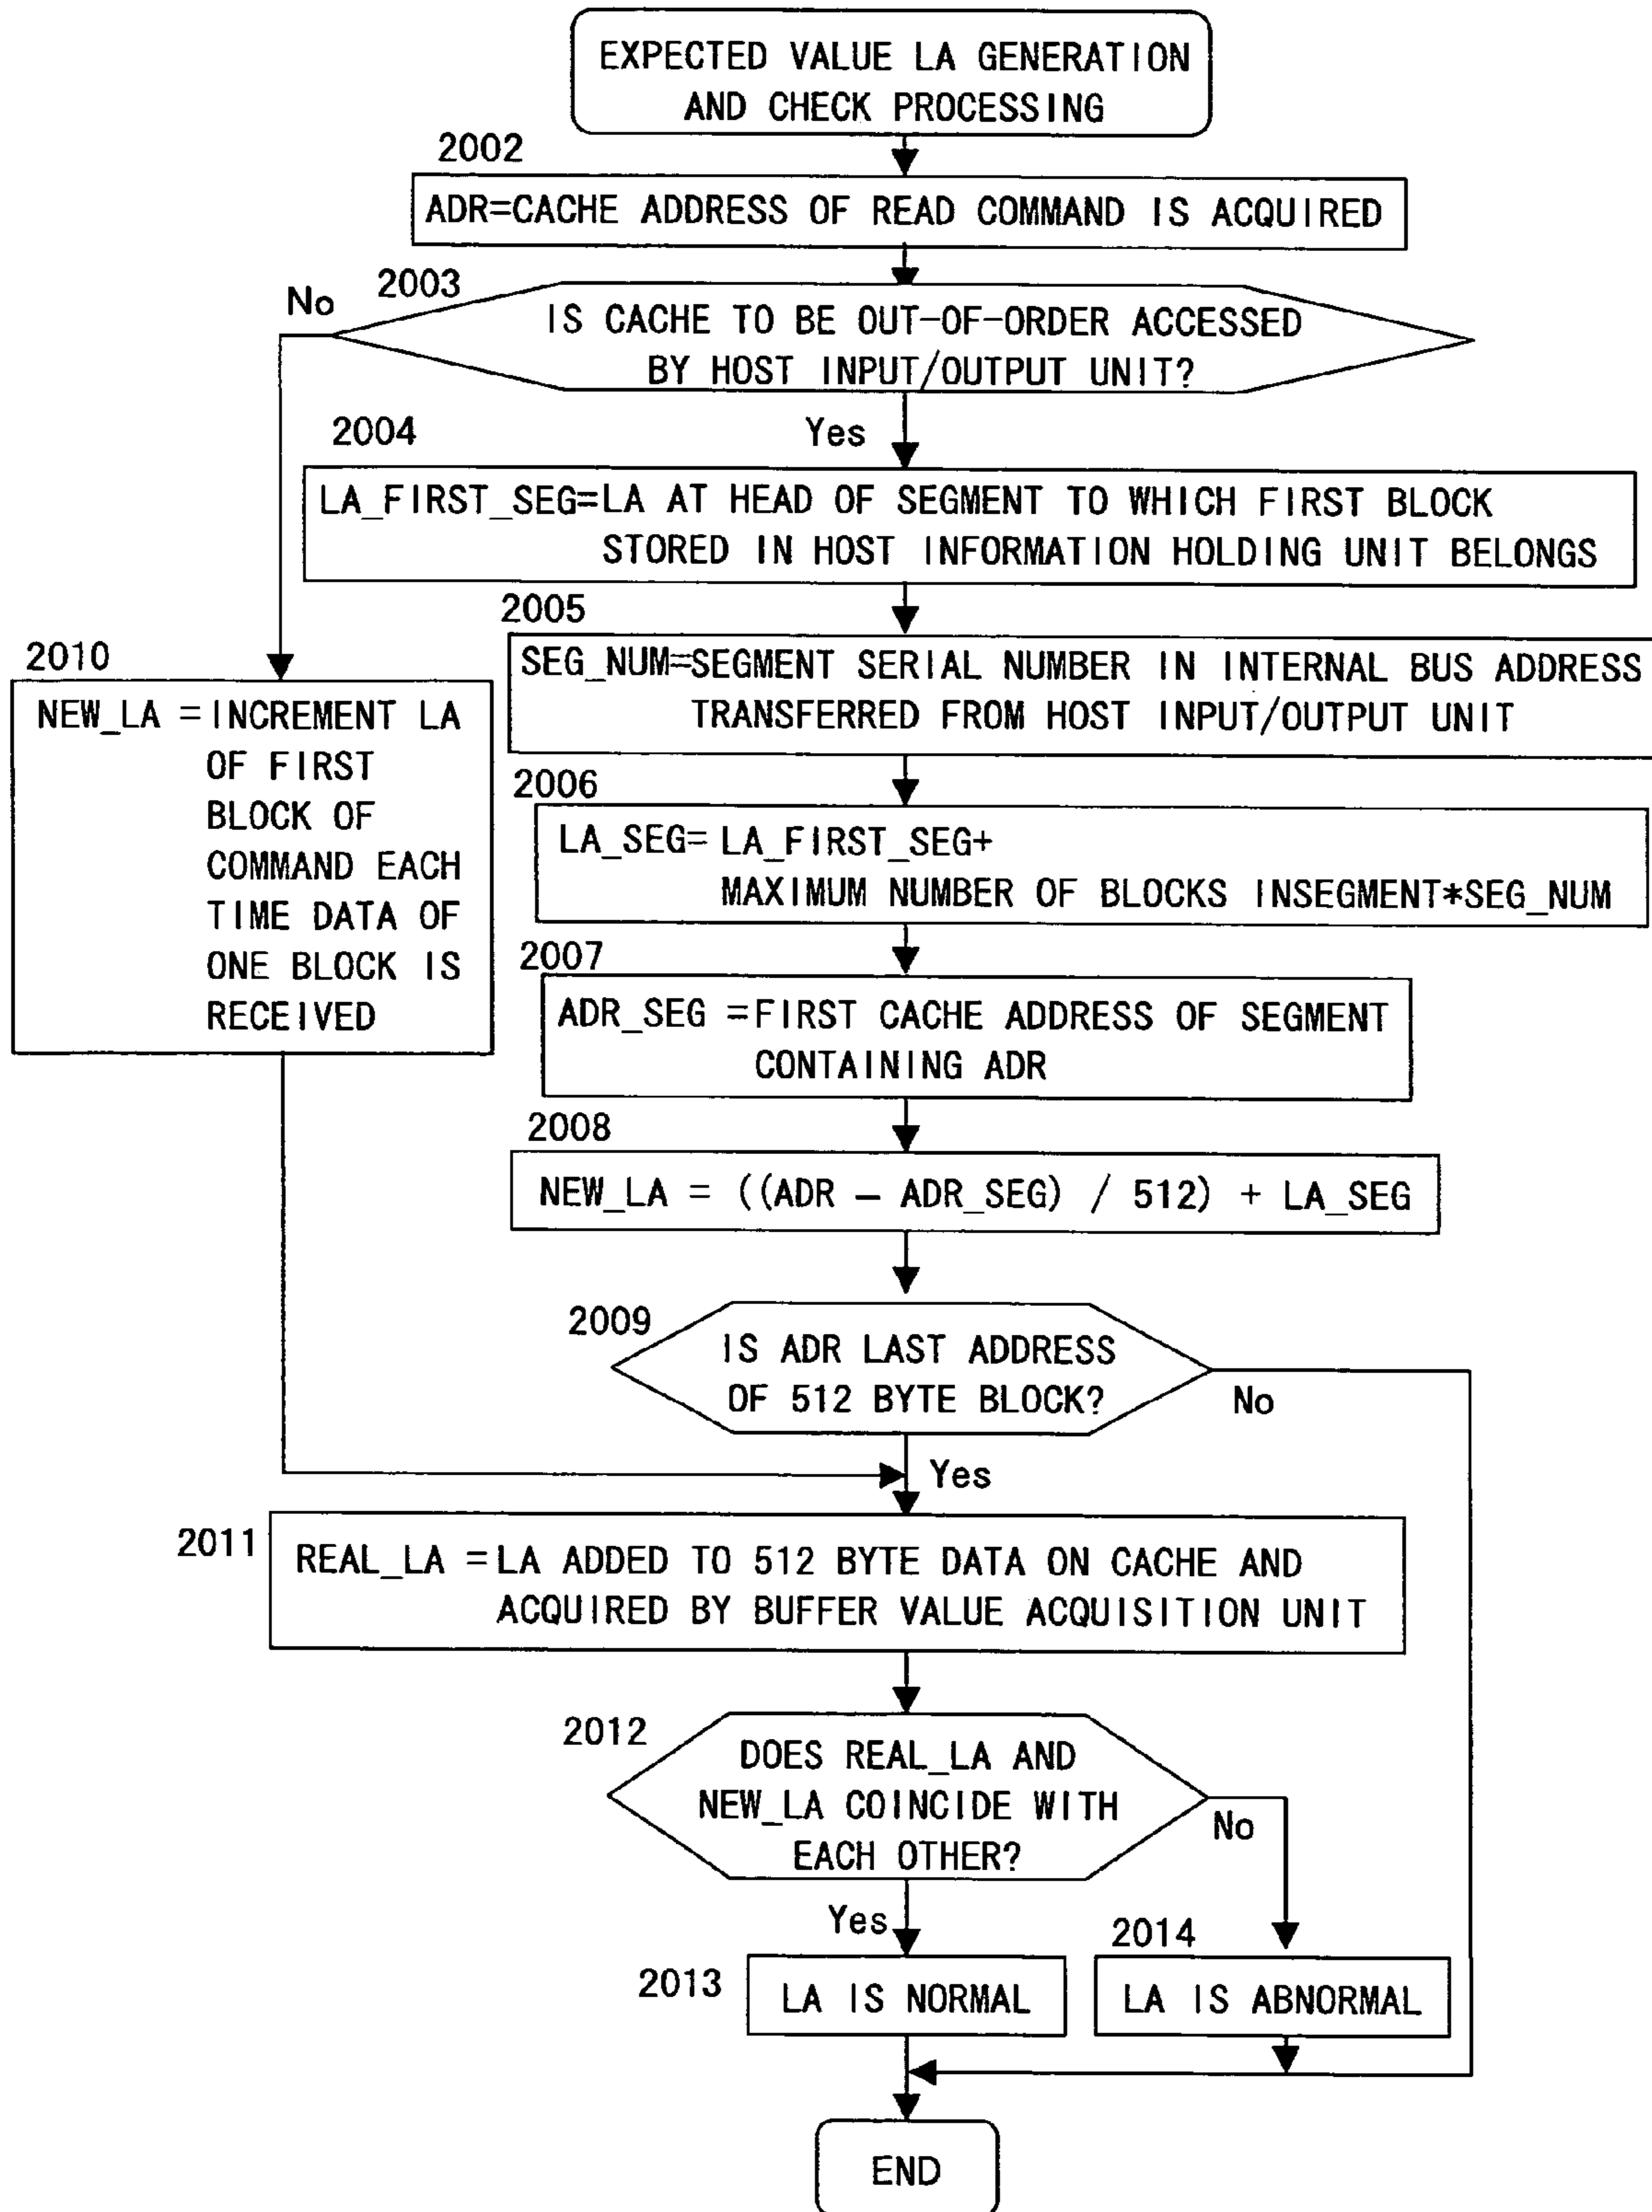 EXPECTED VALUE LA GENERATION
AND CHECK PROCESSING
2002
ADR=CACHE ADDRESS OF READ COMMAND IS ACQUIRED
2003
No
IS CACHE TO BE OUT-OF-ORDER ACCESSED
BY HOST INPUT/OUTPUT UNIT?
Yes
2004
LA_FIRST_SEG=LA AT HEAD OF SEGMENT TO WHICH FIRST BLOCK
STORED IN HOST INFORMATION HOLDING UNIT BELONGS
2005
SEG_NUM=SEGMENT SERIAL NUMBER IN INTERNAL BUS ADDRESS
TRANSFERRED FROM HOST INPUT/OUTPUT UNIT
2010
NEW_LA =INCREMENT LA
OF FIRST
BLOCK OF
COMMAND EACH
TIME DATA OF
ONE BLOCK IS
RECEIVED
2006
LA_SEG= LA_FIRST_SEG+
MAXIMUM NUMBER OF BLOCKS INSEGMENT*SEG_NUM
2007
ADR_SEG =FIRST CACHE ADDRESS OF SEGMENT
CONTAINING ADR
2008
NEW_LA = ((ADR — ADR_SEG) / 512) + LA_SEG
2009
IS ADR LAST ADDRESS
OF 512 BYTE BLOCK?
No
Yes
2011
REAL_LA =LA ADDED TO 512 BYTE DATA ON CACHE AND
ACQUIRED BY BUFFER VALUE ACQUISITION UNIT
2012
DOES REAL_LA AND
NEW_LA COINCIDE WITH
EACH OTHER?
No
Yes
2013
LA IS NORMAL
2014
LA IS ABNORMAL
END